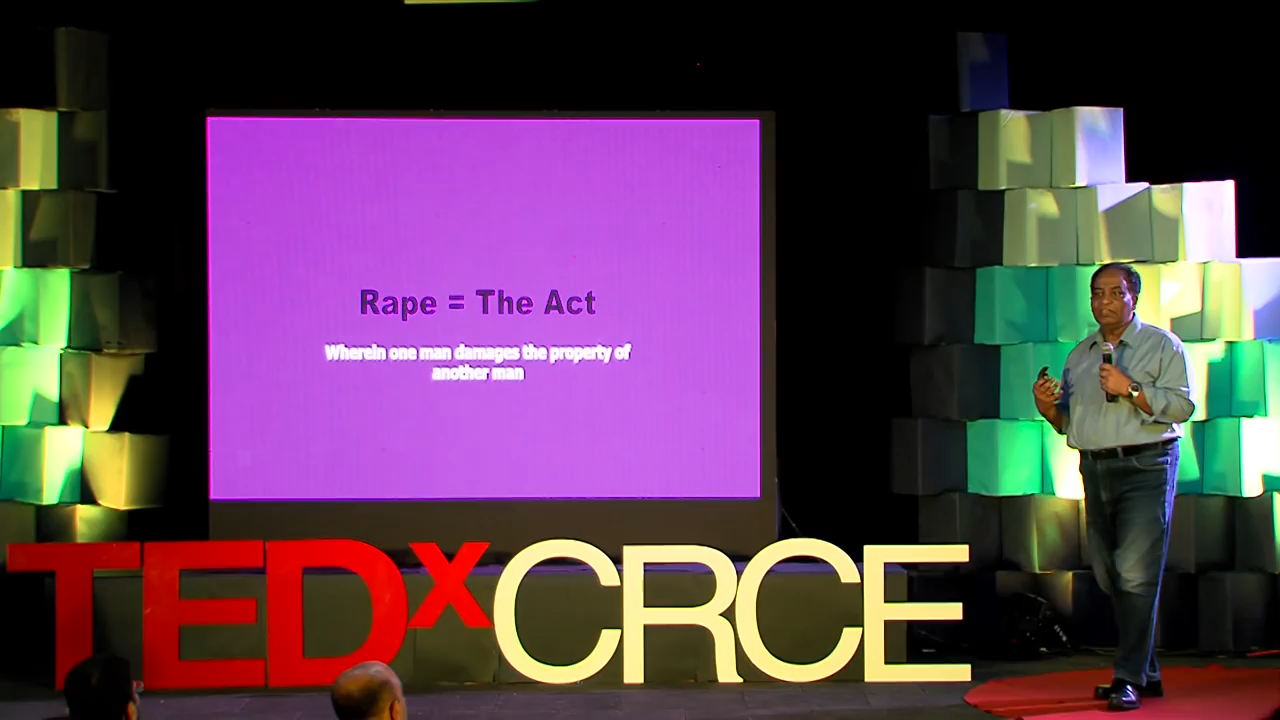 Rape = The Act
Wherein one man damages the property of
another man
TEDxCRCE